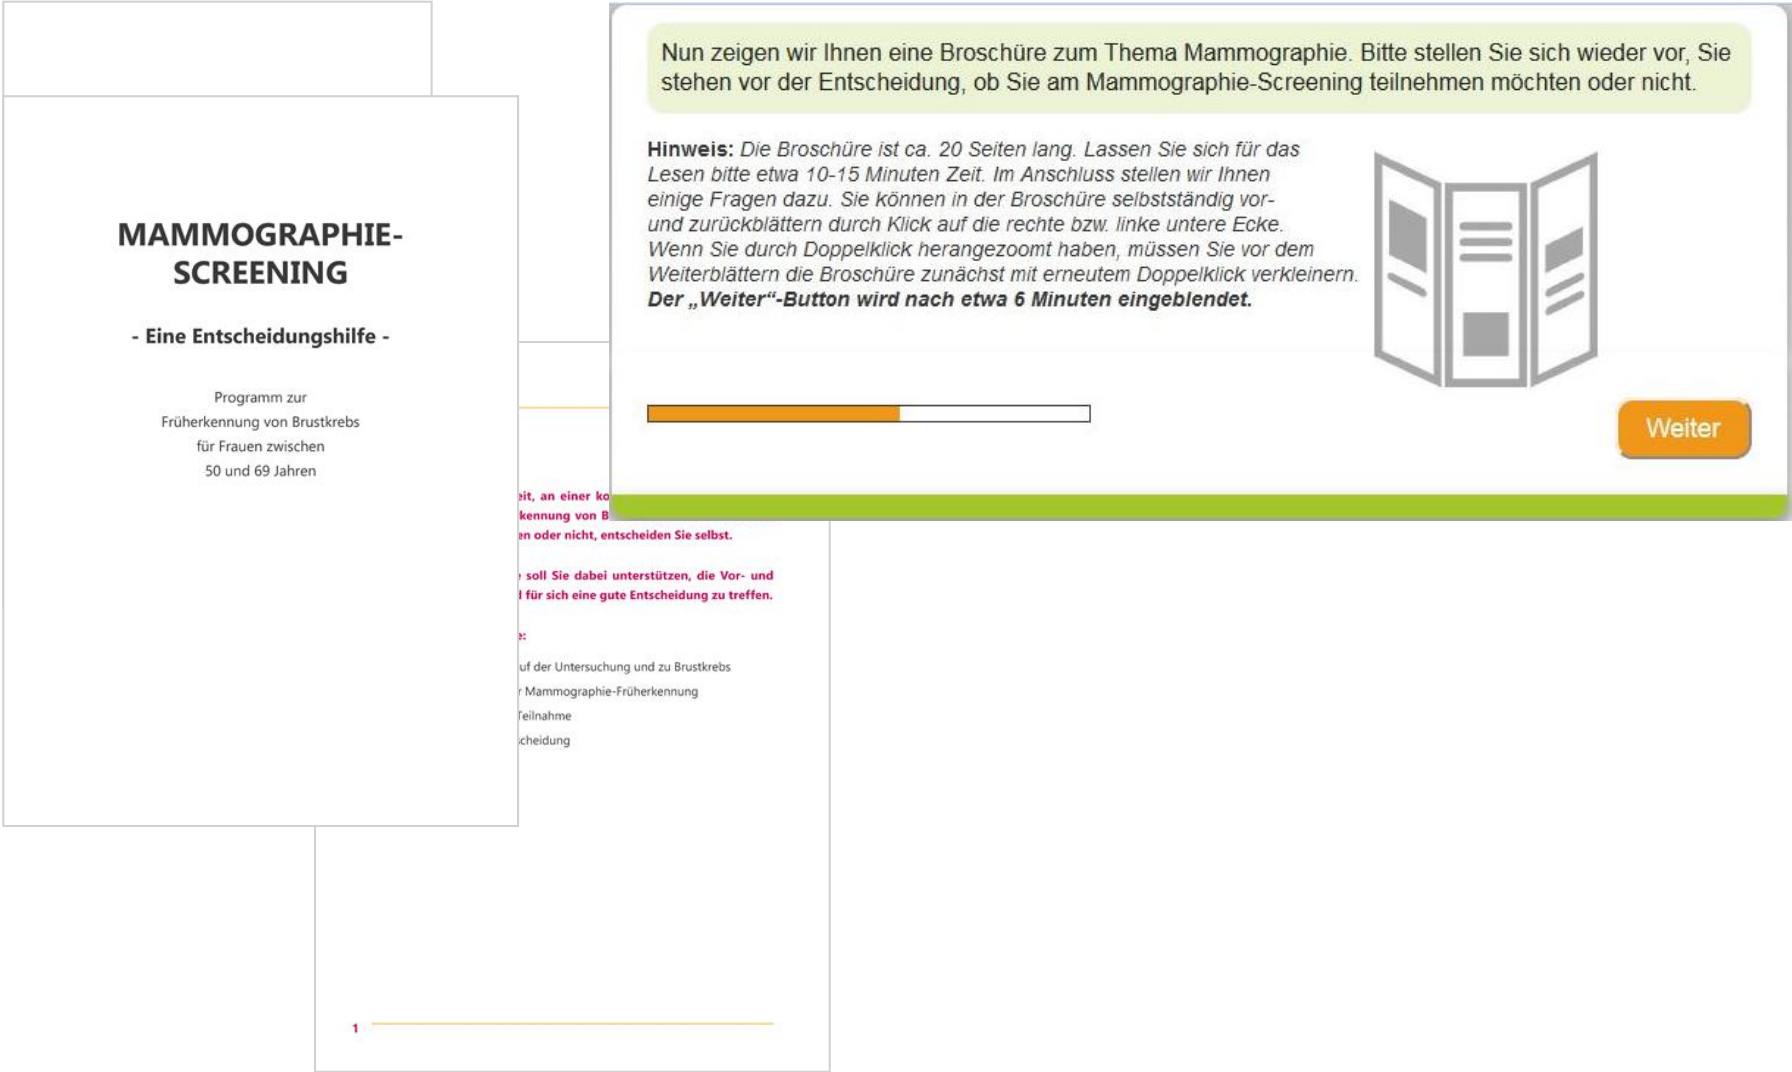 MAMMOGRAPHIE-
SCREENING
- Eine Entscheidungshilfe -
Programm zur
Früherkennung von Brustkrebs
für Frauen zwischen
50 und 69 Jahren
Nun zeigen wir Ihnen eine Broschüre zum Thema Mammographie. Bitte stellen Sie sich wieder vor, Sie
stehen vor der Entscheidung, ob Sie am Mammographie-Screening teilnehmen möchten oder nicht.
Hinweis: Die Broschüre ist ca. 20 Seiten lang. Lassen Sie sich für das
Lesen bitte etwa 10-15 Minuten Zeit. Im Anschluss stellen wir Ihnen
einige Fragen dazu. Sie können in der Broschüre selbstständig vor-
und zurückblättern durch Klick auf die rechte bzw. linke untere Ecke.
Wenn Sie durch Doppelklick herangezoomt haben, müssen Sie vor dem
Weiterblättern die Broschüre zunächst mit erneutem Doppelklick verkleinern.
Der „Weiter“-Button wird nach etwa 6 Minuten eingeblendet.
Weiter
eit, an einer ko
kennung von B
en oder nicht, entscheiden Sie selbst.
soll Sie dabei unterstützen, die Vor- und
für sich eine gute Entscheidung zu treffen.
e:
uf der Untersuchung und zu Brustkrebs
r Mammographie-Früherkennung
Teilnahme
scheidung
1